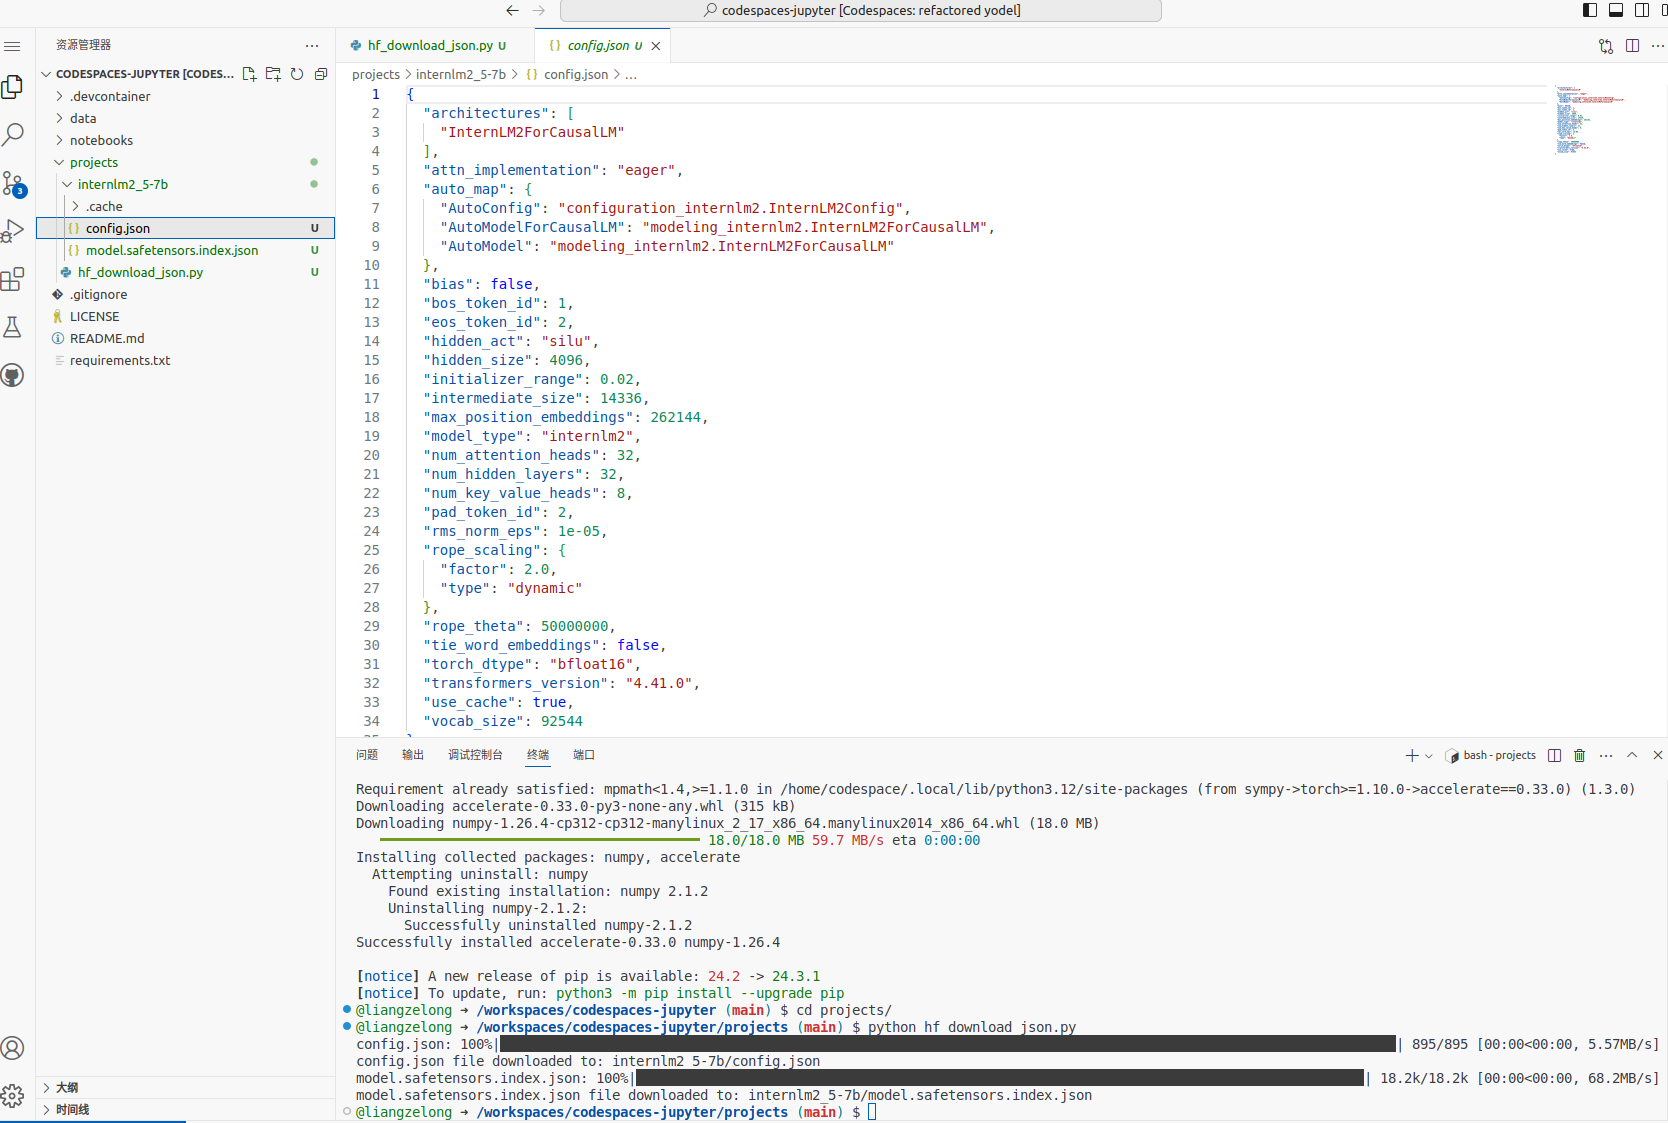 codespaces-jupyter [Codespaces: refactored yodel]
资源管理器
CODESPACES-JUPYTER [CODES...
.devcontainer
data
notebooks
projects
internlm2_5-7b
.cache
config.json U
model.safetensors.index.json U
hf_download_json.py U
.gitignore
LICENSE
README.md
requirements.txt
3
大纲
时间线
hf_download_json.py U
config.json U
projects > internlm2_5-7b > {} config.json > ...
1 {
2 "architectures": [
3 "InternLM2ForCausalLM"
4 ],
5 "attn_implementation": "eager",
6 "auto_map": {
7 "AutoConfig": "configuration_internlm2.InternLM2Config",
8 "AutoModelForCausalLM": "modeling_internlm2.InternLM2ForCausalLM",
9 "AutoModel": "modeling_internlm2.InternLM2ForCausalLM"
10 },
11 "bias": false,
12 "bos_token_id": 1,
13 "eos_token_id": 2,
14 "hidden_act": "silu",
15 "hidden_size": 4096,
16 "initializer_range": 0.02,
17 "intermediate_size": 14336,
18 "max_position_embeddings": 262144,
19 "model_type": "internlm2",
20 "num_attention_heads": 32,
21 "num_hidden_layers": 32,
22 "num_key_value_heads": 8,
23 "pad_token_id": 2,
24 "rms_norm_eps": 1e-05,
25 "rope_scaling": {
26 "factor": 2.0,
27 "type": "dynamic"
28 },
29 "rope_theta": 50000000,
30 "tie_word_embeddings": false,
31 "torch_dtype": "bfloat16",
32 "transformers_version": "4.41.0",
33 "use_cache": true,
34 "vocab_size": 92544
问题 输出 调试控制台 终端 端口
bash - projects
Requirement already satisfied: mpmath<1.4,>=1.1.0 in /home/codespace/.local/lib/python3.12/site-packages (from sympy->torch>=1.10.0->accelerate==0.33.0) (1.3.0)
Downloading accelerate-0.33.0-py3-none-any.whl (315 kB)
Downloading numpy-1.26.4-cp312-cp312-manylinux_2_17_x86_64.manylinux2014_x86_64.whl (18.0 MB)
18.0/18.0 MB 59.7 MB/s eta 0:00:00
Installing collected packages: numpy, accelerate
Attempting uninstall: numpy
Found existing installation: numpy 2.1.2
Uninstalling numpy-2.1.2:
Successfully uninstalled numpy-2.1.2
Successfully installed accelerate-0.33.0 numpy-1.26.4
[notice] A new release of pip is available: 24.2 -> 24.3.1
[notice] To update, run: python3 -m pip install --upgrade pip
@liangzelong ➜ /workspaces/codespaces-jupyter (main) $ cd projects/
@liangzelong ➜ /workspaces/codespaces-jupyter/projects (main) $ python hf_download_json.py
config.json: 100%| | 895/895 [00:00<00:00, 5.57MB/s]
config.json file downloaded to: internlm2_5-7b/config.json
model.safetensors.index.json: 100%| | 18.2k/18.2k [00:00<00:00, 68.2MB/s]
model.safetensors.index.json file downloaded to: internlm2_5-7b/model.safetensors.index.json
@liangzelong ➜ /workspaces/codespaces-jupyter/projects (main) $